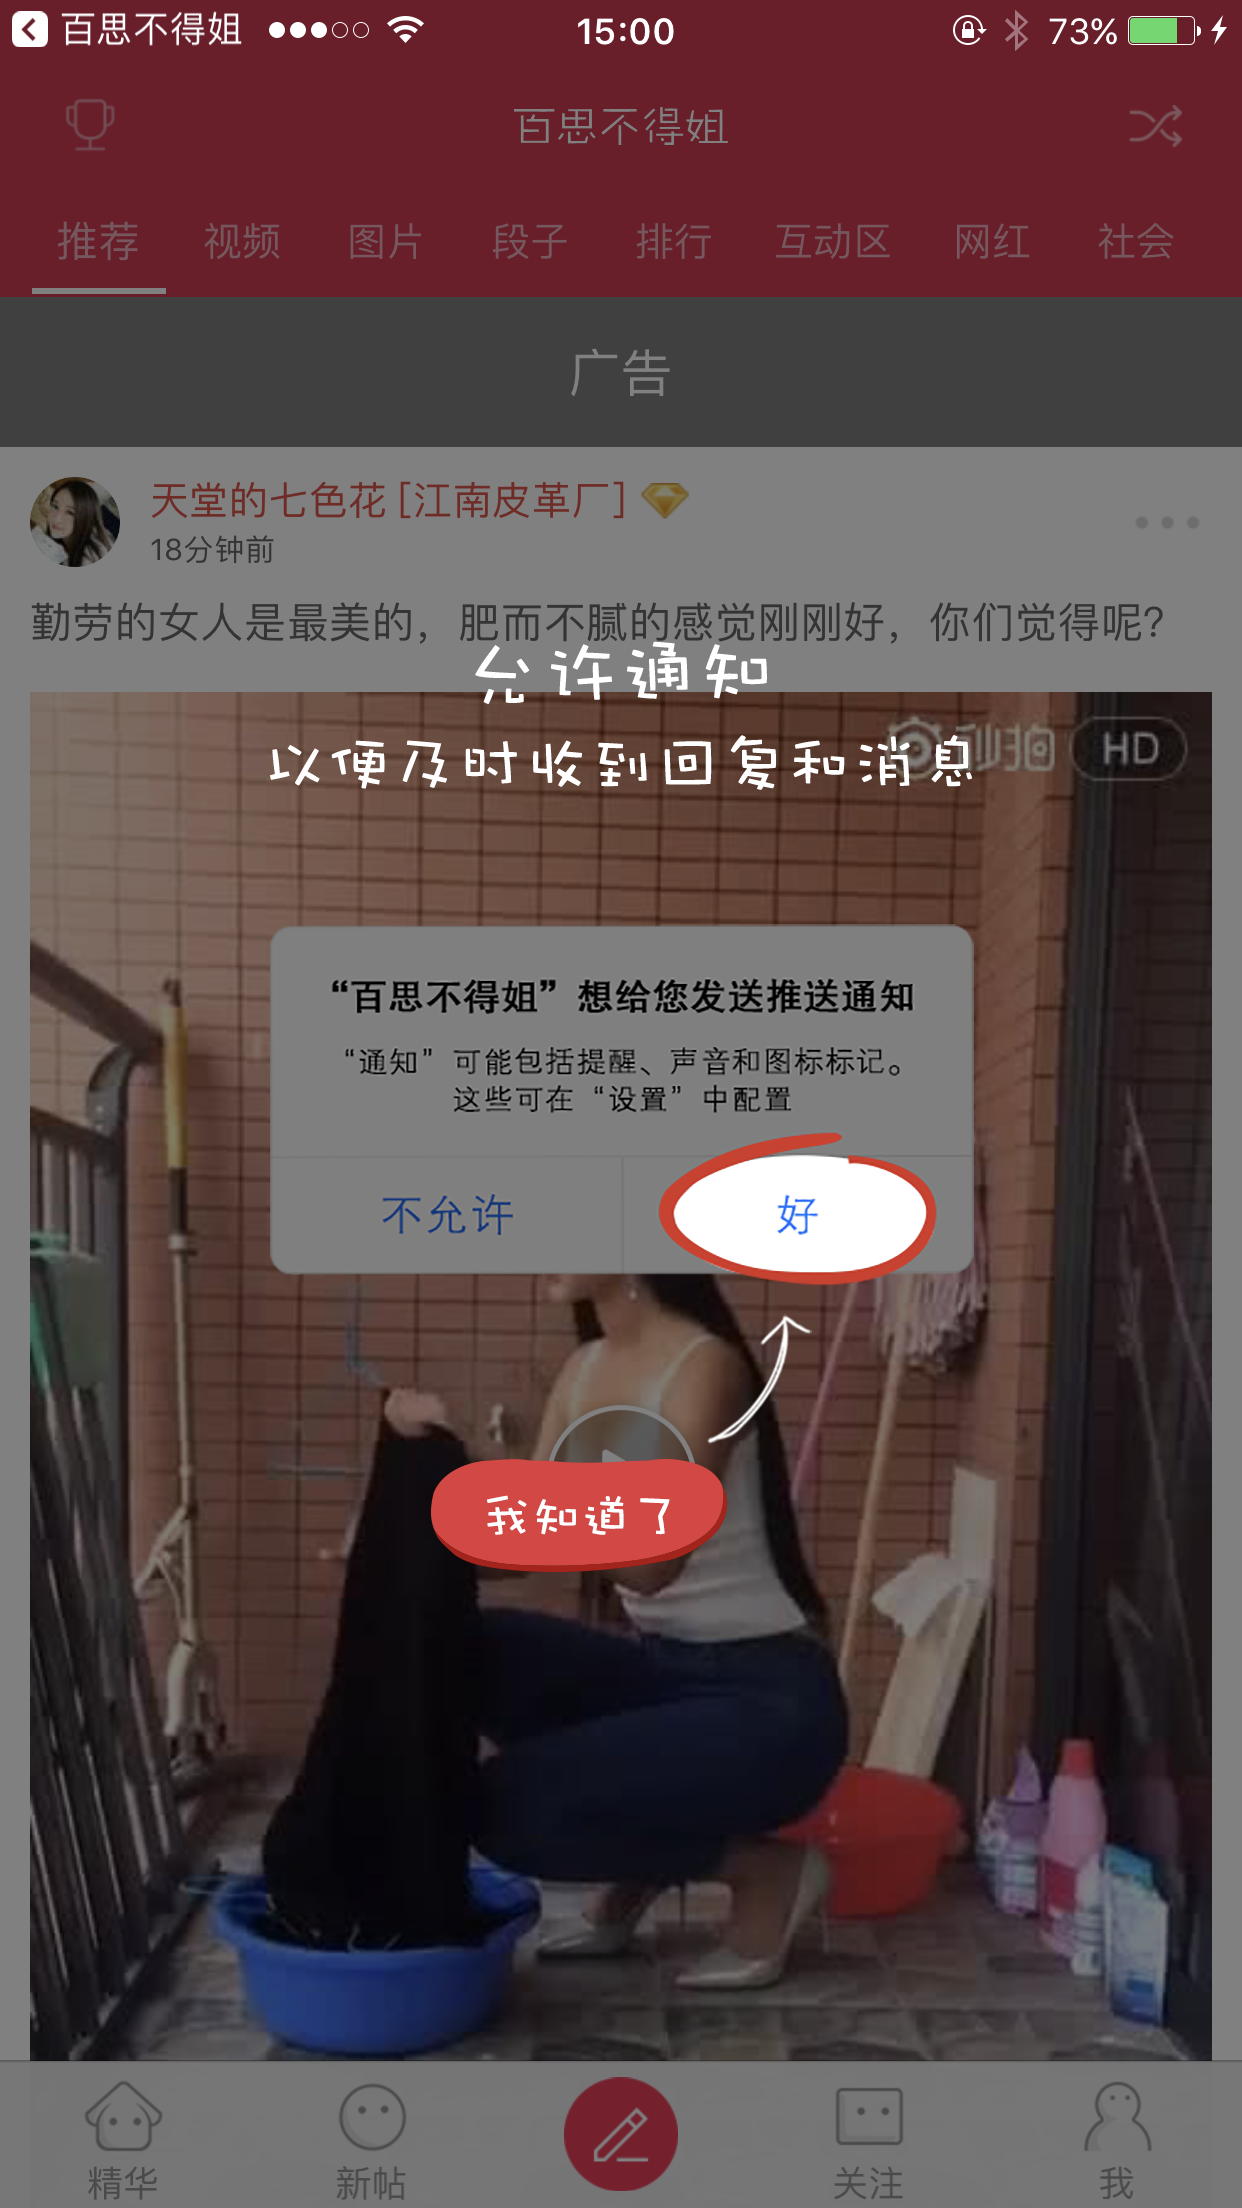 百思不得姐 15:00 73%
百思不得姐
推荐 视频 图片 段子 排行 互动区 网红 社会
广告
天堂的七色花 [江南皮革厂]
18分钟前
勤劳的女人是最美的，肥而不腻的感觉刚刚好，你们觉得呢?
允许通知
秒拍 HD
以便及时收到回复和消息
“百思不得姐”想给您发送推送通知
“通知”可能包括提醒、声音和图标标记。
这些可在“设置”中配置
不允许 好
我知道了
精华 新帖 关注 我